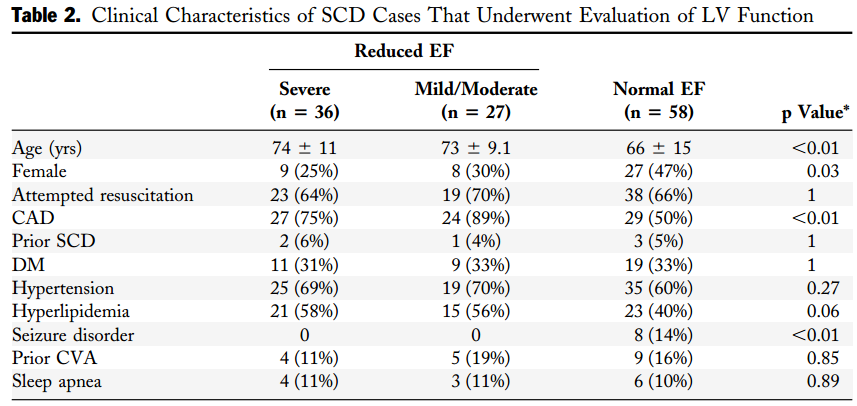 Table 2. Clinical Characteristics of SCD Cases That Underwent Evaluation of LV Function
Reduced EF
Severe Mild/Moderate Normal EF
(n = 36) (n = 27) (n = 58) p Value*
Age (yrs) 74 ± 11 73 ± 9.1 66 ± 15 <0.01
Female 9 (25%) 8 (30%) 27 (47%) 0.03
Attempted resuscitation 23 (64%) 19 (70%) 38 (66%) 1
CAD 27 (75%) 24 (89%) 29 (50%) <0.01
Prior SCD 2 (6%) 1 (4%) 3 (5%) 1
DM 11 (31%) 9 (33%) 19 (33%) 1
Hypertension 25 (69%) 19 (70%) 35 (60%) 0.27
Hyperlipidemia 21 (58%) 15 (56%) 23 (40%) 0.06
Seizure disorder 0 0 8 (14%) <0.01
Prior CVA 4 (11%) 5 (19%) 9 (16%) 0.85
Sleep apnea 4 (11%) 3 (11%) 6 (10%) 0.89